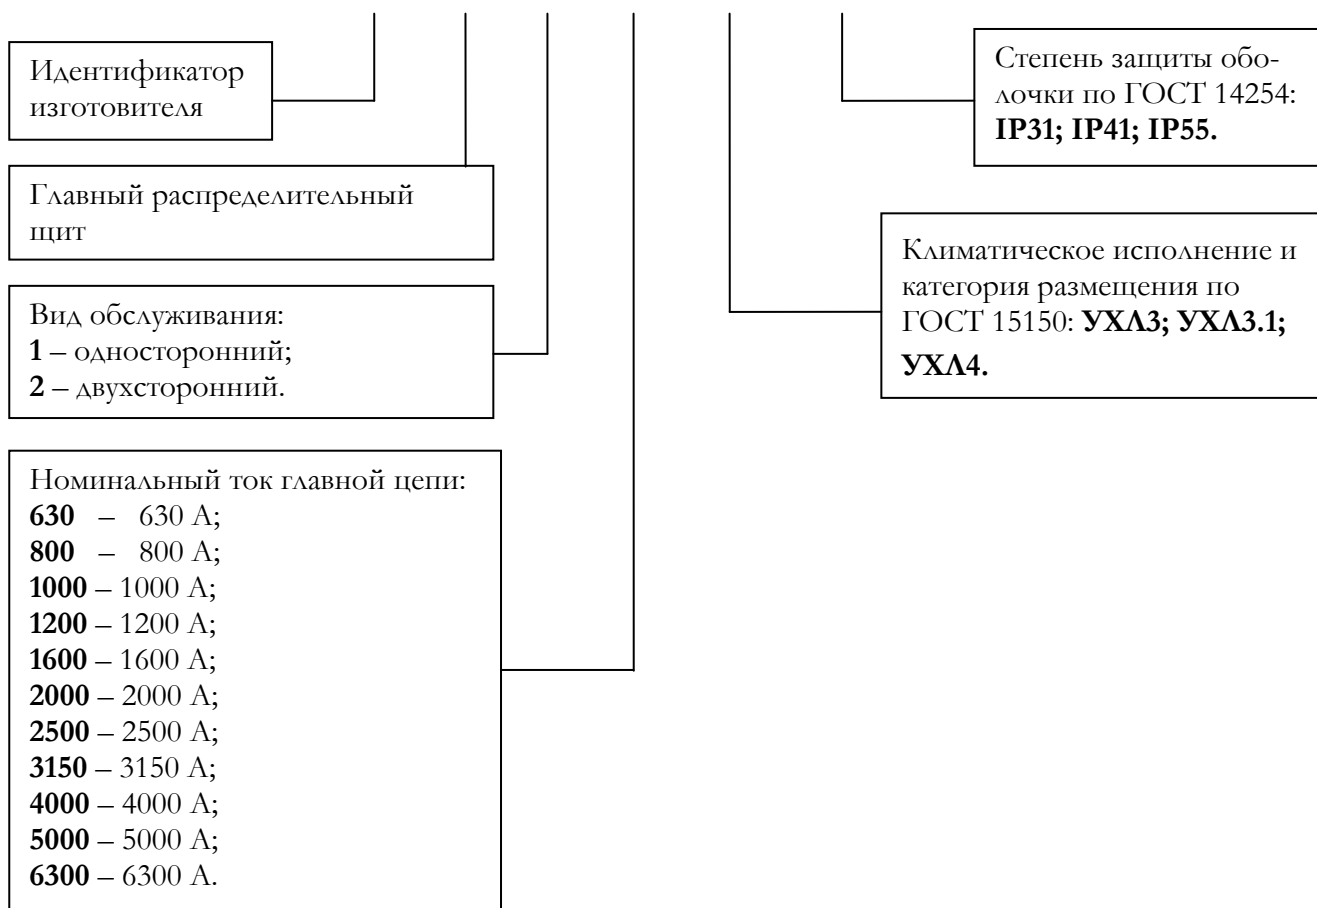 Идентификатор
изготовителя
Главный распределительный
щит
Вид обслуживания:
1 – односторонний;
2 – двухсторонний.
Номинальный ток главной цепи:
630 – 630 А;
800 – 800 А;
1000 – 1000 А;
1200 – 1200 А;
1600 – 1600 А;
2000 – 2000 А;
2500 – 2500 А;
3150 – 3150 А;
4000 – 4000 А;
5000 – 5000 А;
6300 – 6300 А.
Степень защиты обо-
лочки по ГОСТ 14254:
IP31; IP41; IP55.
Климатическое исполнение и
категория размещения по
ГОСТ 15150: УХЛ3; УХЛ3.1;
УХЛ4.